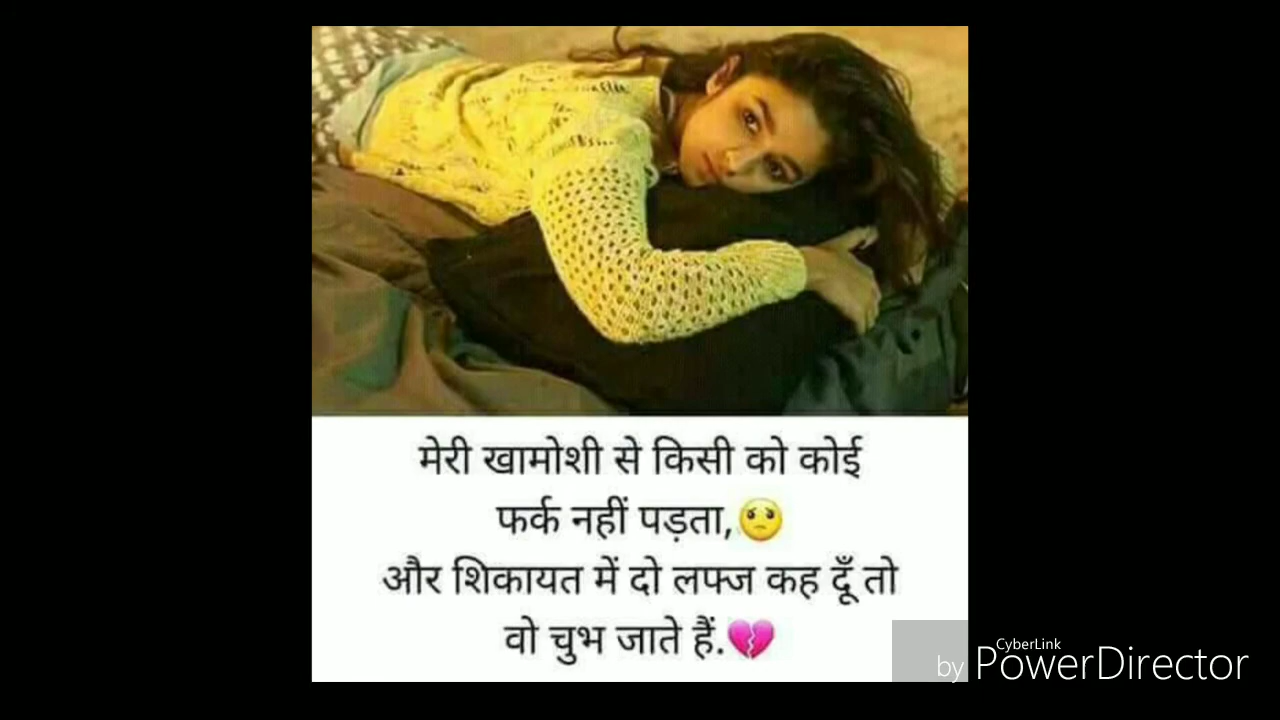 मेरी खामोशी से किसी को कोई
फर्क नहीं पड़ता,🙁
और शिकायत में दो लफ्ज कह दूँ तो
वो चुभ जाते हैं.💔
CyberLink
by PowerDirector